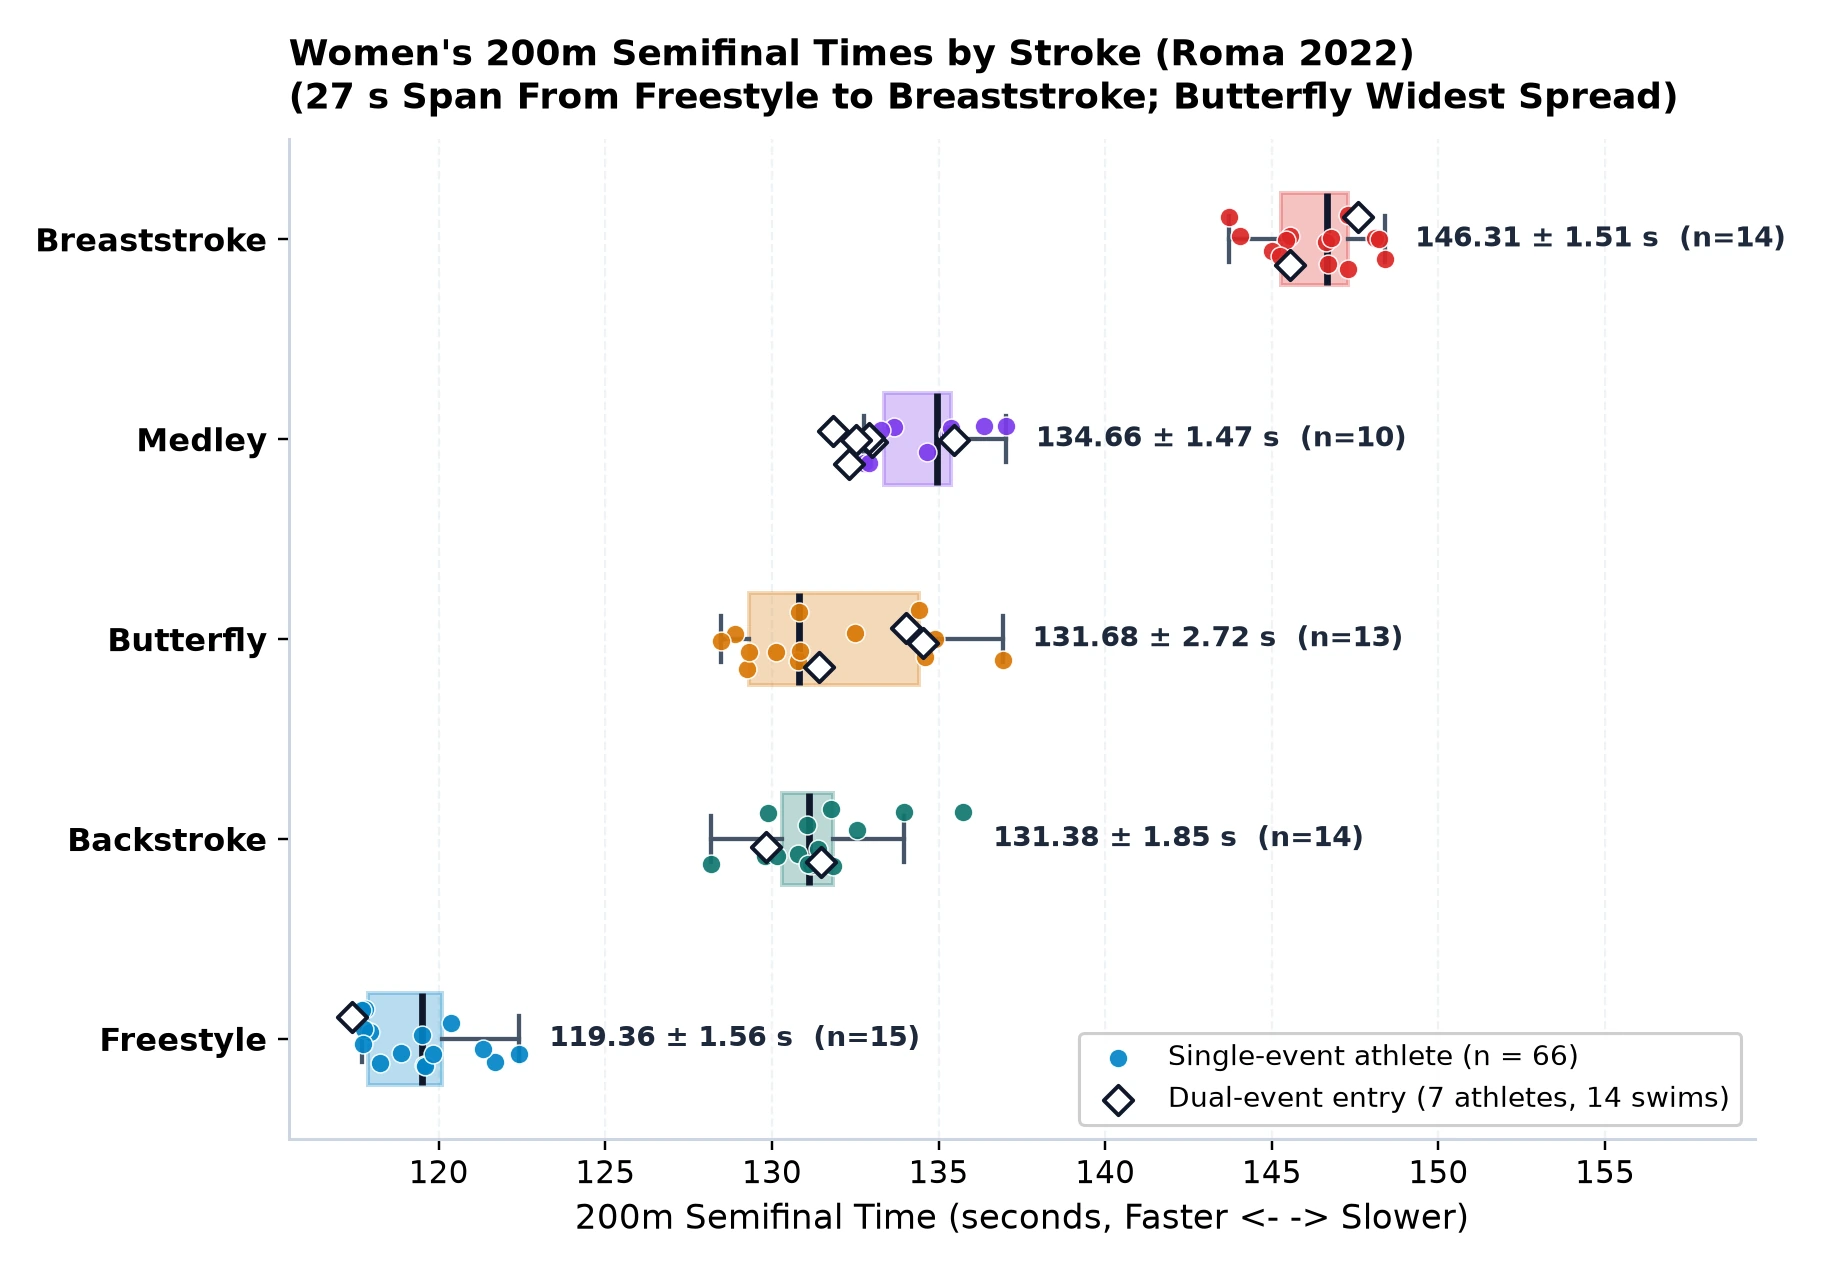 Women's 200m Semifinal Times by Stroke (Roma 2022)
(27 s Span From Freestyle to Breaststroke; Butterfly Widest Spread)
Breaststroke
146.31 ± 1.51 s (n=14)
Medley
134.66 ± 1.47 s (n=10)
Butterfly
131.68 ± 2.72 s (n=13)
Backstroke
131.38 ± 1.85 s (n=14)
Freestyle
119.36 ± 1.56 s (n=15)
Single-event athlete (n = 66)
Dual-event entry (7 athletes, 14 swims)
120 125 130 135 140 145 150 155
200m Semifinal Time (seconds, Faster <- -> Slower)